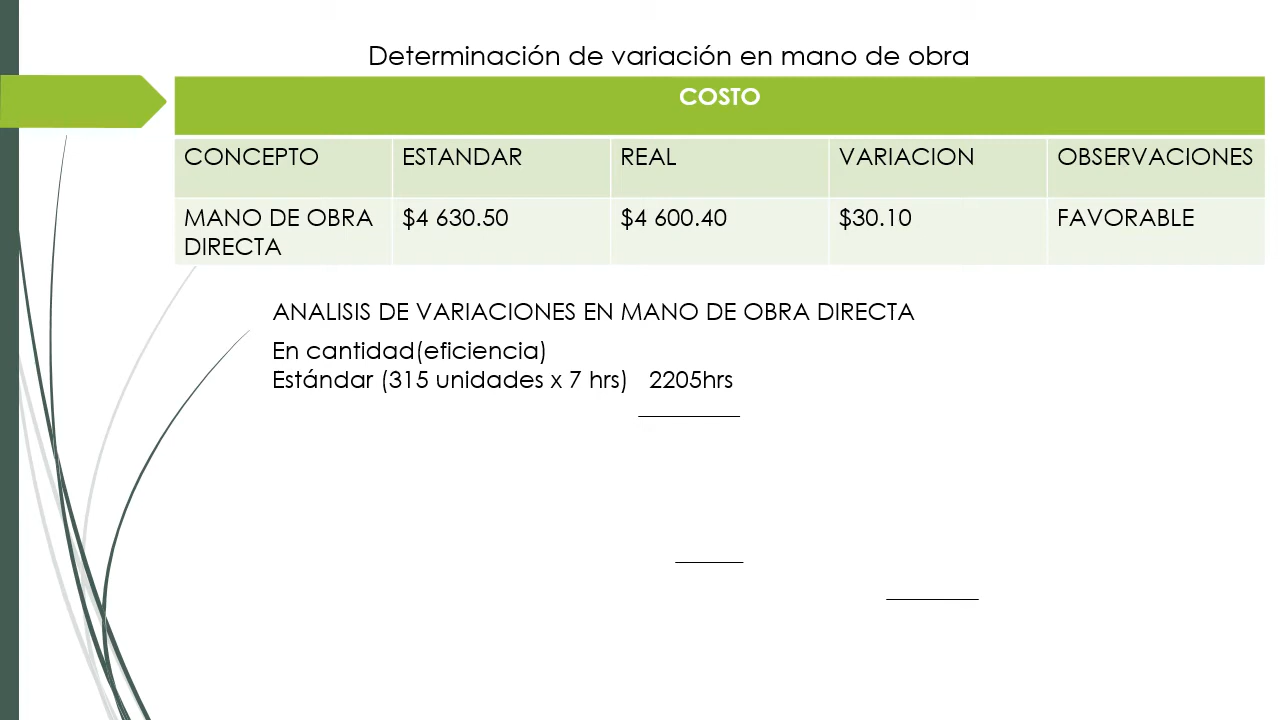 Determinación de variación en mano de obra
COSTO
CONCEPTO ESTANDAR REAL VARIACION OBSERVACIONES
MANO DE OBRA DIRECTA $4 630.50 $4 600.40 $30.10 FAVORABLE
ANALISIS DE VARIACIONES EN MANO DE OBRA DIRECTA
En cantidad(eficiencia)
Estándar (315 unidades x 7 hrs) 2205hrs